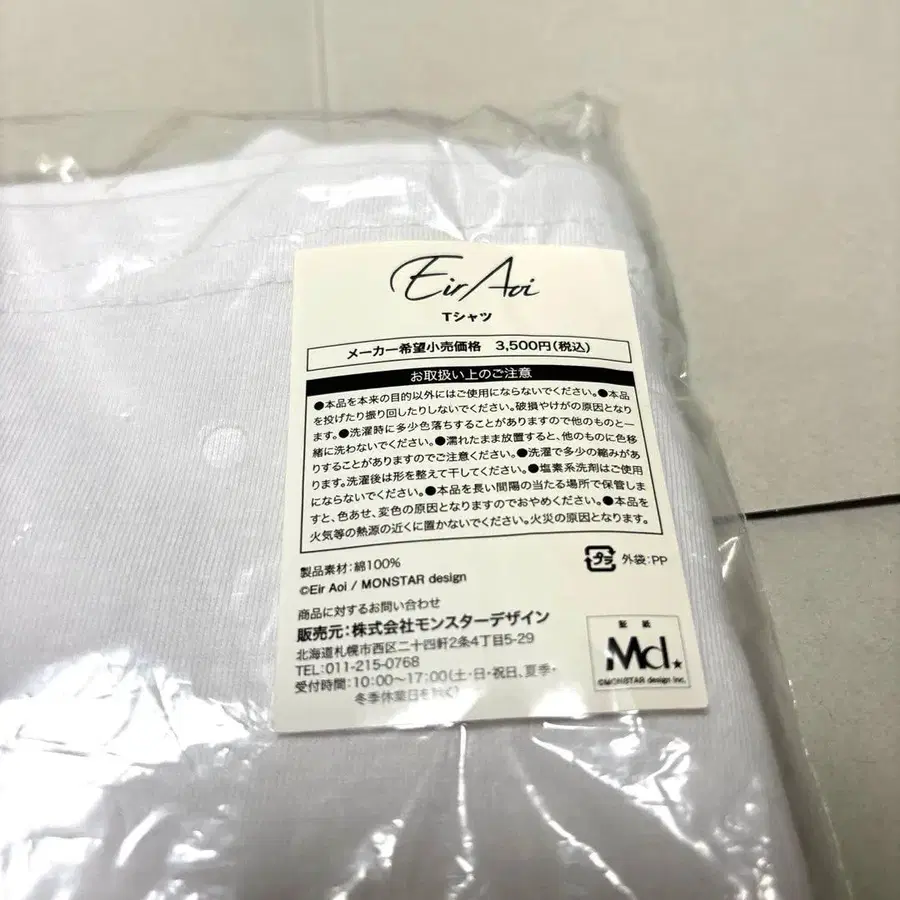 Eir Aoi
Tシャツ
メーカー希望小売価格 3,500円(税込)
お取扱い上のご注意
●本品を本来の目的以外にはご使用にならないでください。●本品
を投げたり振り回したりしないでください。破損やけがの原因となり
ます。●洗濯時に多少色落ちすることがありますので他のものと一
緒に洗わないでください。●濡れたまま放置すると、他のものに色移
りすることがありますのでご注意ください。●洗濯で多少の縮みがあ
ります。洗濯後は形を整えて干してください。●塩素系洗剤はご使用
にならないでください。●本品を長い間陽の当たる場所で保管しま
すと、色あせ、変色の原因となりますのでおやめください。●本品を
火気等の熱源の近くに置かないでください。火災の原因となります。
製品素材:綿100%
プラ 外袋:PP
©Eir Aoi / MONSTAR design
商品に対するお問い合わせ
販売元:株式会社モンスターデザイン
北海道札幌市西区二十四軒2条4丁目5-29
TEL:011-215-0768
受付時間:10:00〜17:00(土・日・祝日、夏季・
冬季休業日を除く)
証紙
Md.★
©MONSTAR design Inc.